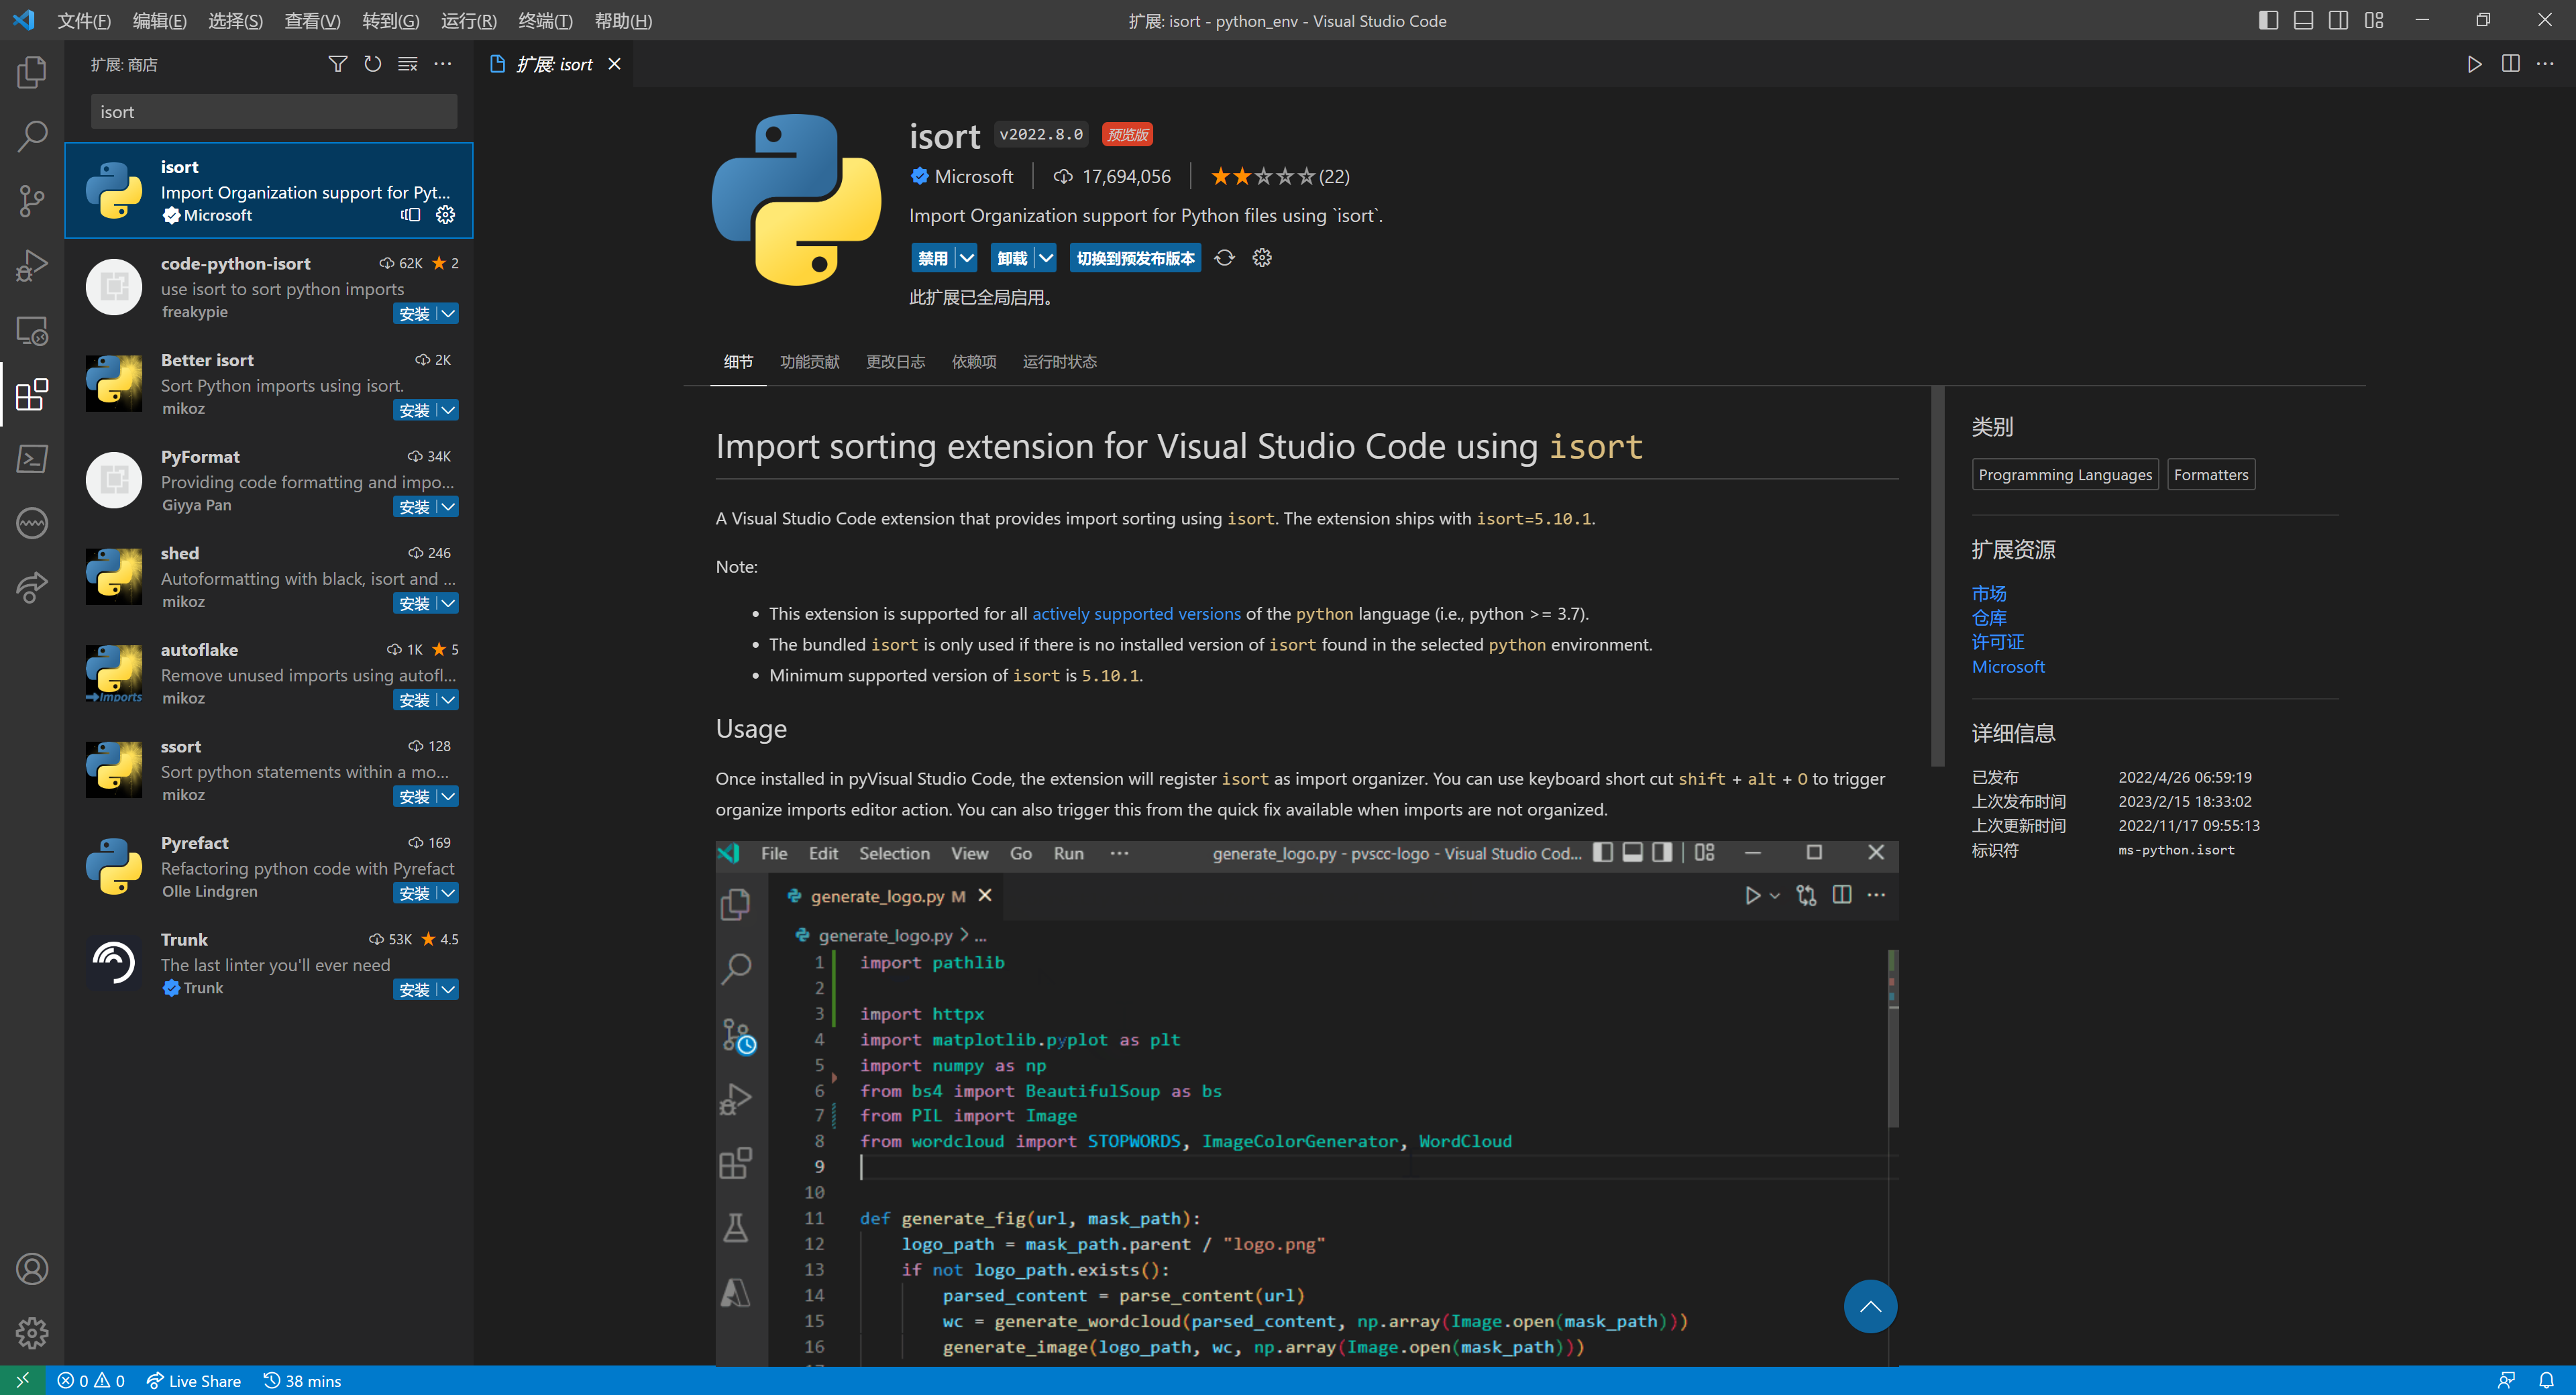 文件(F) 编辑(E) 选择(S) 查看(V) 转到(G) 运行(R) 终端(T) 帮助(H)
扩展: isort - python_env - Visual Studio Code
扩展: 商店
isort
isort
Import Organization support for Pyt...
Microsoft
code-python-isort 62K 2
use isort to sort python imports
freakypie 安装
Better isort 2K
Sort Python imports using isort.
mikoz 安装
PyFormat 34K
Providing code formatting and impo...
Giyya Pan 安装
shed 246
Autoformatting with black, isort and ...
mikoz 安装
autoflake 1K 5
Remove unused imports using autofl...
mikoz 安装
Imports
ssort 128
Sort python statements within a mo...
mikoz 安装
Pyrefact 169
Refactoring python code with Pyrefact
Olle Lindgren 安装
Trunk 53K 4.5
The last linter you'll ever need
Trunk 安装
扩展: isort
isort v2022.8.0 预览版
Microsoft 17,694,056 (22)
Import Organization support for Python files using `isort`.
禁用 卸载 切换到预发布版本
此扩展已全局启用。
细节 功能贡献 更改日志 依赖项 运行时状态
Import sorting extension for Visual Studio Code using isort
A Visual Studio Code extension that provides import sorting using isort. The extension ships with isort=5.10.1.
Note:
• This extension is supported for all actively supported versions of the python language (i.e., python >= 3.7).
• The bundled isort is only used if there is no installed version of isort found in the selected python environment.
• Minimum supported version of isort is 5.10.1.
Usage
Once installed in pyVisual Studio Code, the extension will register isort as import organizer. You can use keyboard short cut shift + alt + O to trigger
organize imports editor action. You can also trigger this from the quick fix available when imports are not organized.
File Edit Selection View Go Run ··· generate_logo.py - pvscc-logo - Visual Studio Cod...
generate_logo.py M
generate_logo.py > ...
1 import pathlib
2
3 import httpx
4 import matplotlib.pyplot as plt
5 import numpy as np
6 from bs4 import BeautifulSoup as bs
7 from PIL import Image
8 from wordcloud import STOPWORDS, ImageColorGenerator, WordCloud
9
10
11 def generate_fig(url, mask_path):
12 logo_path = mask_path.parent / "logo.png"
13 if not logo_path.exists():
14 parsed_content = parse_content(url)
15 wc = generate_wordcloud(parsed_content, np.array(Image.open(mask_path)))
16 generate_image(logo_path, wc, np.array(Image.open(mask_path)))
类别
Programming Languages Formatters
扩展资源
市场
仓库
许可证
Microsoft
详细信息
已发布 2022/4/26 06:59:19
上次发布时间 2023/2/15 18:33:02
上次更新时间 2022/11/17 09:55:13
标识符 ms-python.isort
0 0 Live Share 38 mins